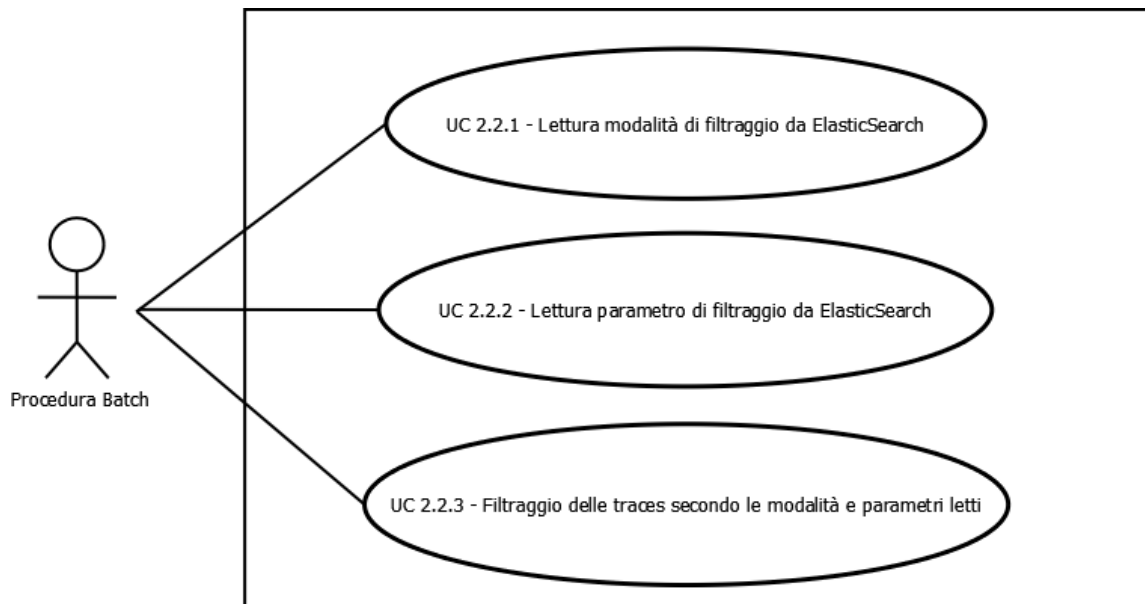 UC 2.2.1 - Lettura modalità di filtraggio da ElasticSearch
UC 2.2.2 - Lettura parametro di filtraggio da ElasticSearch
Procedura Batch
UC 2.2.3 - Filtraggio delle traces secondo le modalità e parametri letti